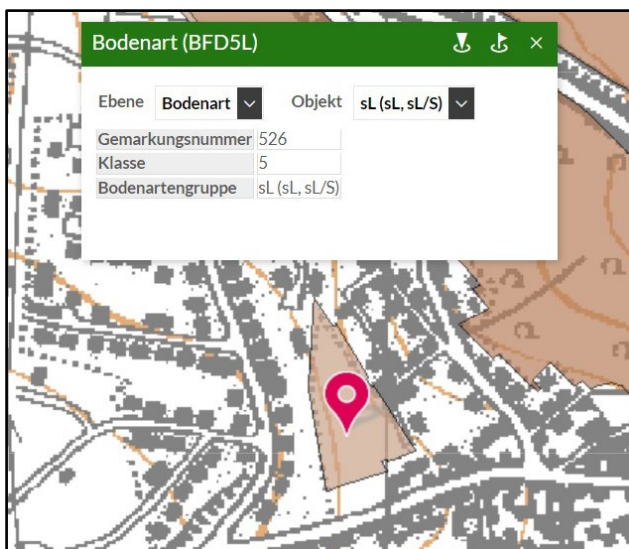 Bodenart (BFD5L)
Ebene Bodenart Objekt sL (sL, sL/S)
Gemarkungsnummer 526
Klasse 5
Bodenartengruppe sL (sL, sL/S)